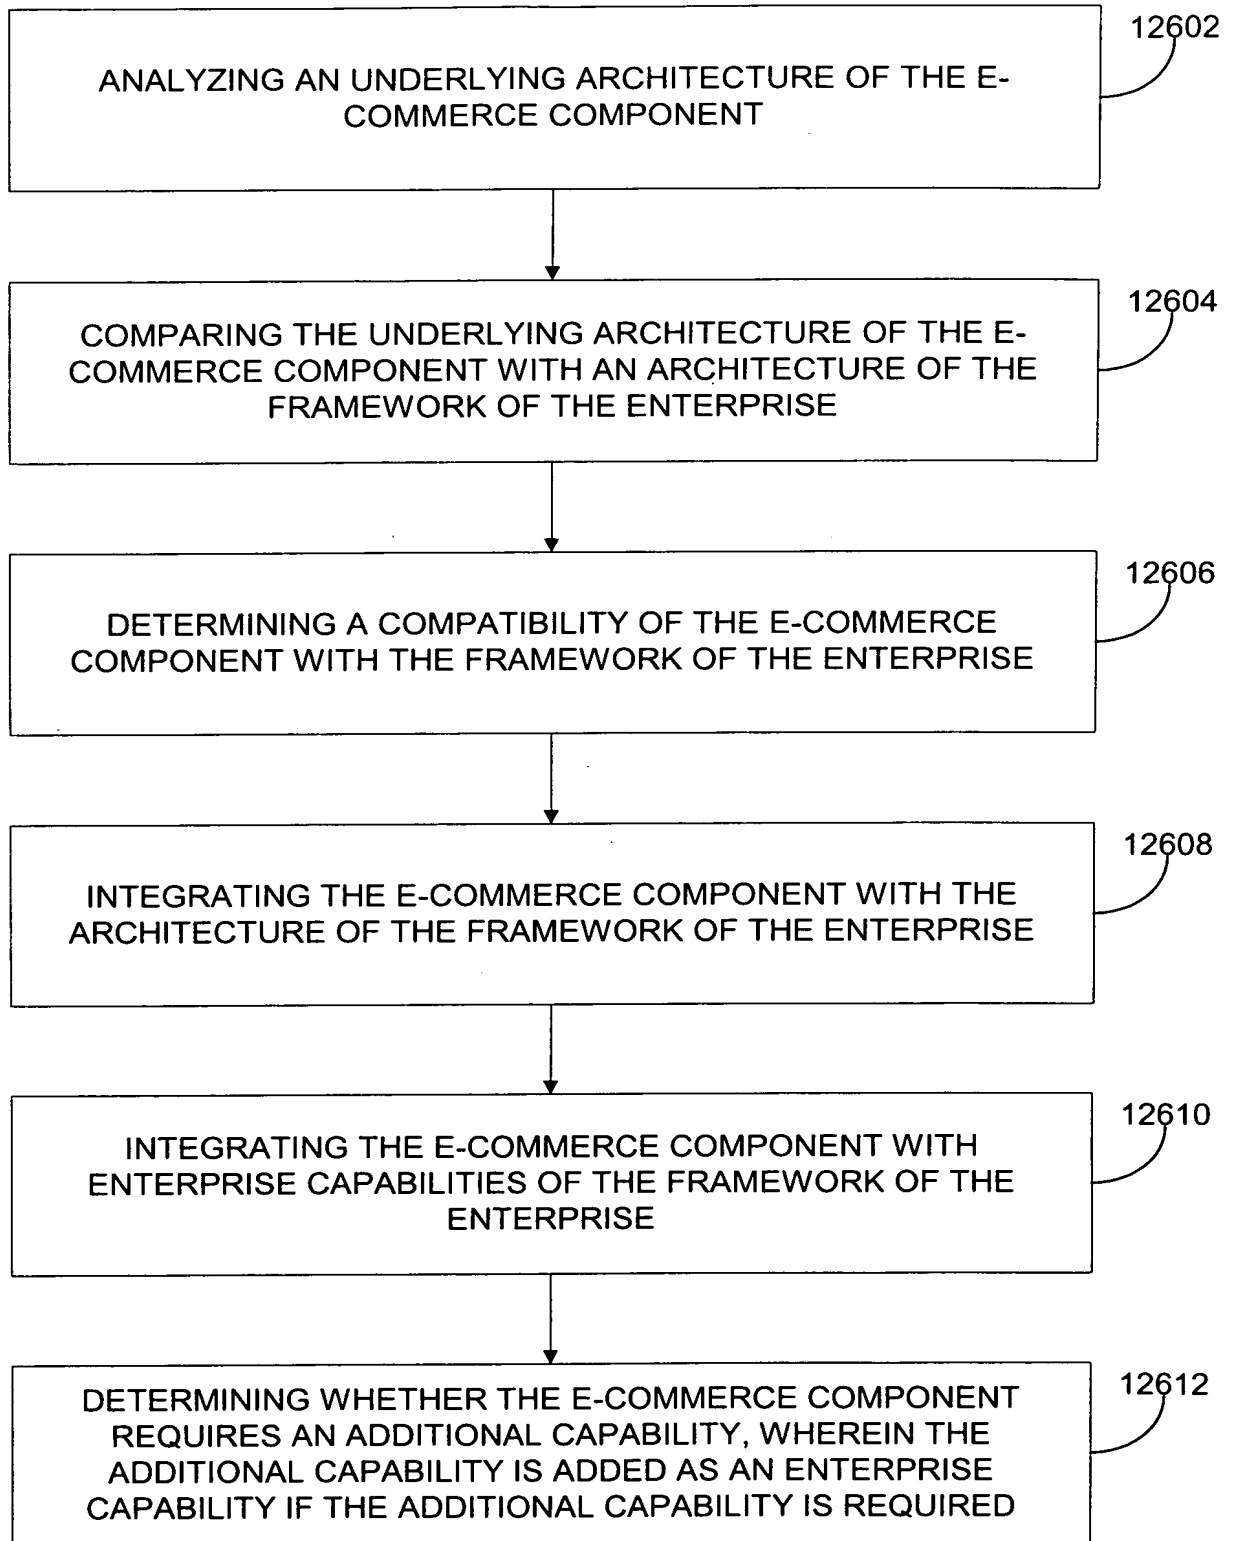 12602
ANALYZING AN UNDERLYING ARCHITECTURE OF THE E-
COMMERCE COMPONENT
12604
COMPARING THE UNDERLYING ARCHITECTURE OF THE E-
COMMERCE COMPONENT WITH AN ARCHITECTURE OF THE
FRAMEWORK OF THE ENTERPRISE
12606
DETERMINING A COMPATIBILITY OF THE E-COMMERCE
COMPONENT WITH THE FRAMEWORK OF THE ENTERPRISE
12608
INTEGRATING THE E-COMMERCE COMPONENT WITH THE
ARCHITECTURE OF THE FRAMEWORK OF THE ENTERPRISE
12610
INTEGRATING THE E-COMMERCE COMPONENT WITH
ENTERPRISE CAPABILITIES OF THE FRAMEWORK OF THE
ENTERPRISE
12612
DETERMINING WHETHER THE E-COMMERCE COMPONENT
REQUIRES AN ADDITIONAL CAPABILITY, WHEREIN THE
ADDITIONAL CAPABILITY IS ADDED AS AN ENTERPRISE
CAPABILITY IF THE ADDITIONAL CAPABILITY IS REQUIRED